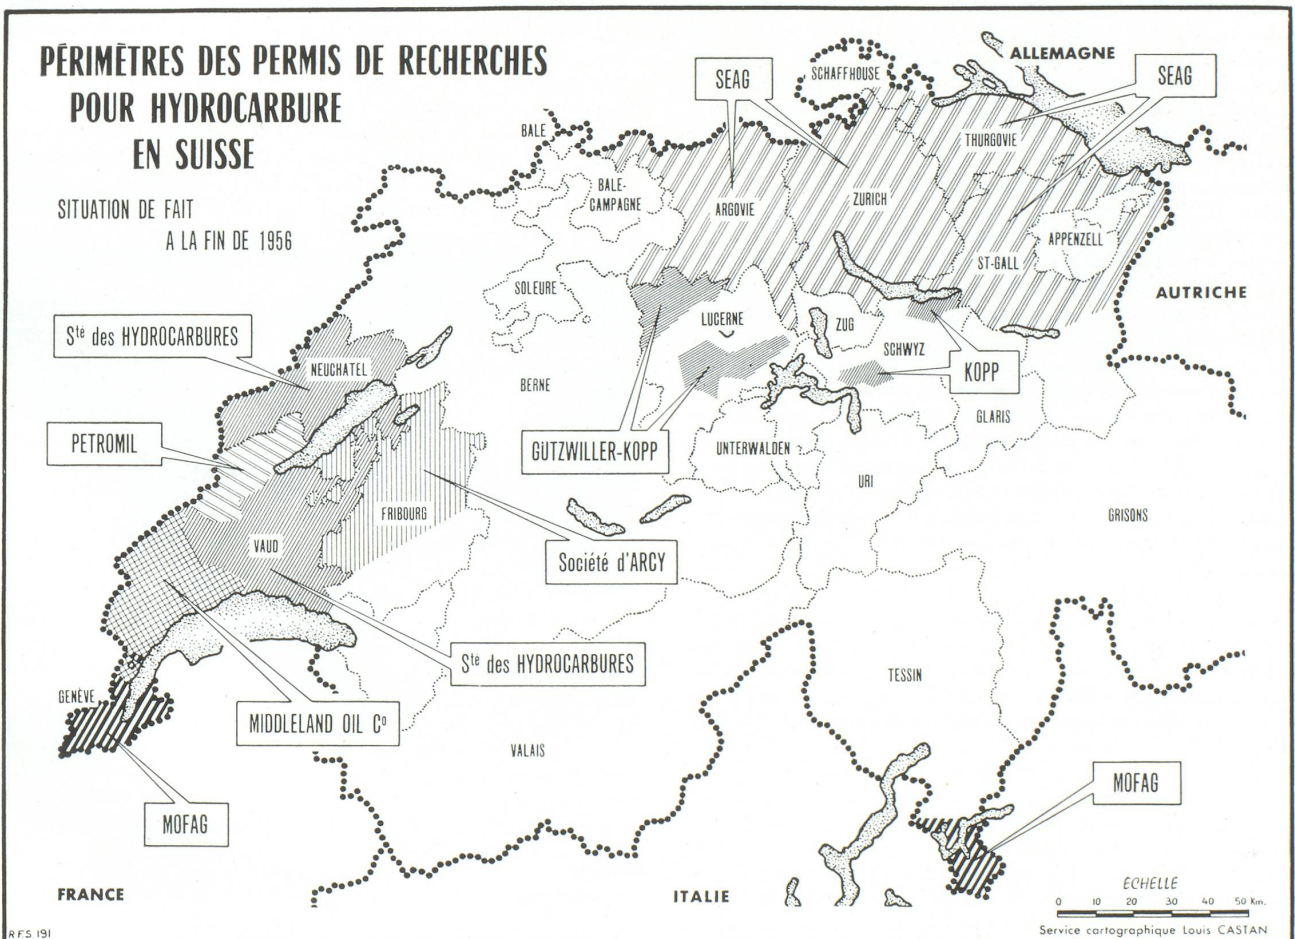 PÉRIMÈTRES DES PERMIS DE RECHERCHES
POUR HYDROCARBURE
EN SUISSE
SITUATION DE FAIT
A LA FIN DE 1956
ALLEMAGNE
SCHAFFHOUSE
SEAG
SEAG
BALE
THURGOVIE
BALE-
CAMPAGNE
ARGOVIE
ZURICH
APPENZELL
ST-GALL
SOLEURE
AUTRICHE
LUCERNE
ZUG
Sté des HYDROCARBURES
SCHWYZ
NEUCHATEL
KOPP
BERNE
GLARIS
PETROMIL
GUTZWILLER-KOPP
UNTERWALDEN
URI
FRIBOURG
GRISONS
VAUD
Société d'ARCY
Sté des HYDROCARBURES
TESSIN
GENÈVE
MIDDLELAND OIL Cº
VALAIS
MOFAG
MOFAG
FRANCE
ITALIE
ÉCHELLE
0 10 20 30 40 50 Km.
Service cartographique Louis CASTAN
R.F.S. 191